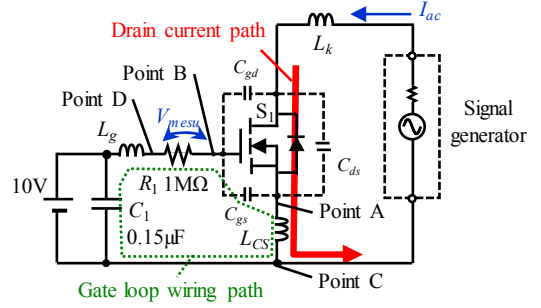 Drain current path
I_ac
L_k
Point B
C_gd
Point D
V_mesu
S_1
Signal
generator
L_g
10V
R_1 1MΩ
C_ds
C_1
C_gs
Point A
0.15μF
L_CS
Point C
Gate loop wiring path